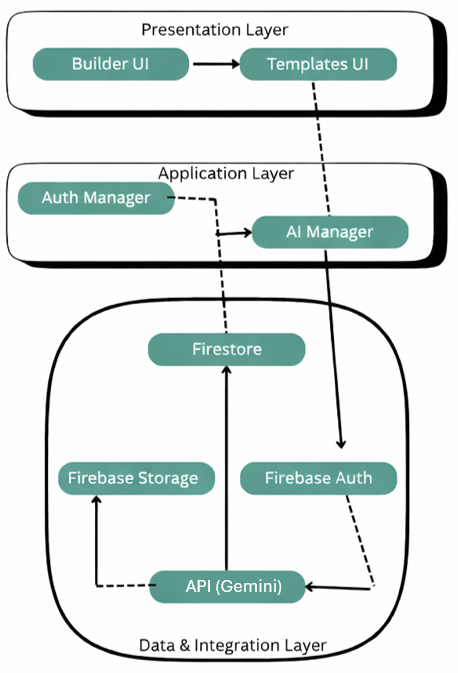 Presentation Layer
Builder UI
Templates UI
Application Layer
Auth Manager
AI Manager
Firestore
Firebase Storage
Firebase Auth
API (Gemini)
Data & Integration Layer